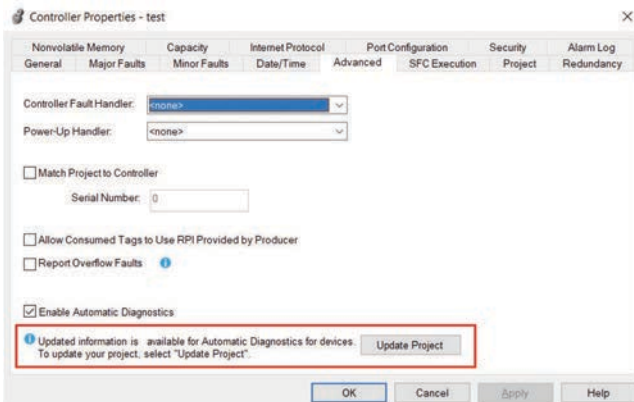 Controller Properties - test
Nonvolatile Memory Capacity Internet Protocol Port Configuration Security Alarm Log
General Major Faults Minor Faults Date/Time Advanced SFC Execution Project Redundancy
Controller Fault Handler: <none>
Power-Up Handler: <none>
Match Project to Controller
Serial Number: 0
Allow Consumed Tags to Use RPI Provided by Producer
Report Overflow Faults
Enable Automatic Diagnostics
Updated information is available for Automatic Diagnostics for devices.
To update your project, select "Update Project".
Update Project
OK Cancel Apply Help